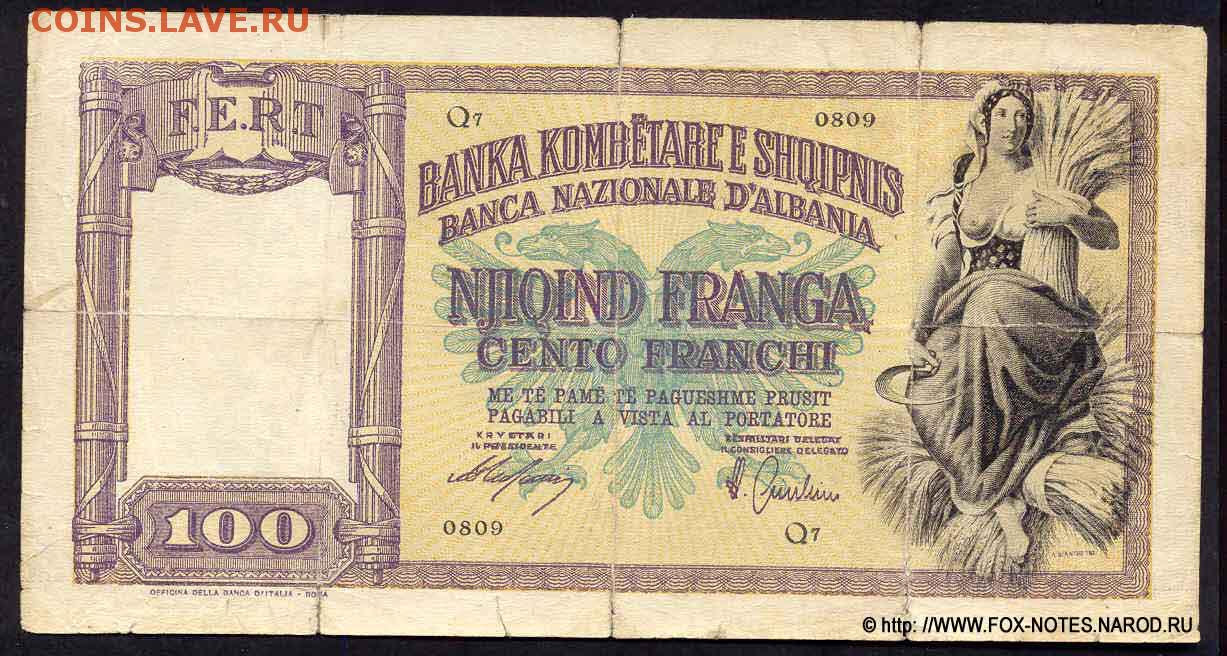 COINS.LAVE.RU
F.E.R.T
Q7 0809
BANKA KOMBËTARE E SHQIPNIS
BANCA NAZIONALE D'ALBANIA
NJIQIND FRANGA
CENTO FRANCHI
ME TË PAMË TË PAGUESHME PRUSIT
PAGABILI A VISTA AL PORTATORE
KRYETARI
IL PRESIDENTE
KËSHILLTARI DELEGAT
IL CONSIGLIERE DELEGATO
0809 Q7
100
OFFICINA DELLA BANCA D'ITALIA - ROMA
© http: //WWW.FOX-NOTES.NAROD.RU